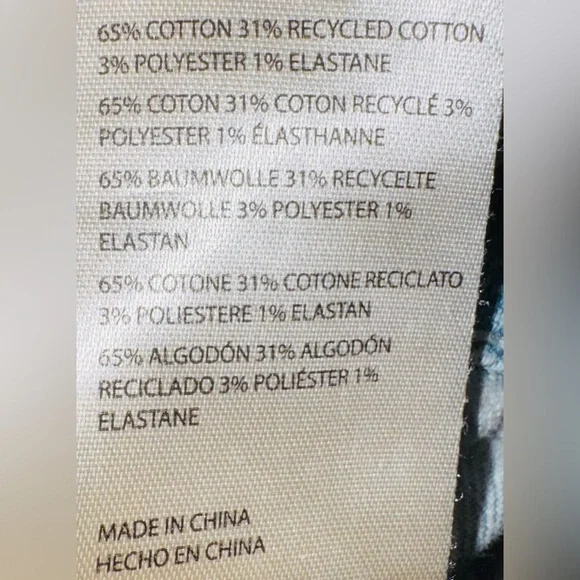 65% COTTON 31% RECYCLED COTTON
3% POLYESTER 1% ELASTANE
65% COTON 31% COTON RECYCLÉ 3%
POLYESTER 1% ÉLASTHANNE
65% BAUMWOLLE 31% RECYCELTE
BAUMWOLLE 3% POLYESTER 1%
ELASTAN
65% COTONE 31% COTONE RECICLATO
3% POLIESTERE 1% ELASTAN
65% ALGODÓN 31% ALGODÓN
RECICLADO 3% POLIÉSTER 1%
ELASTANE
MADE IN CHINA
HECHO EN CHINA